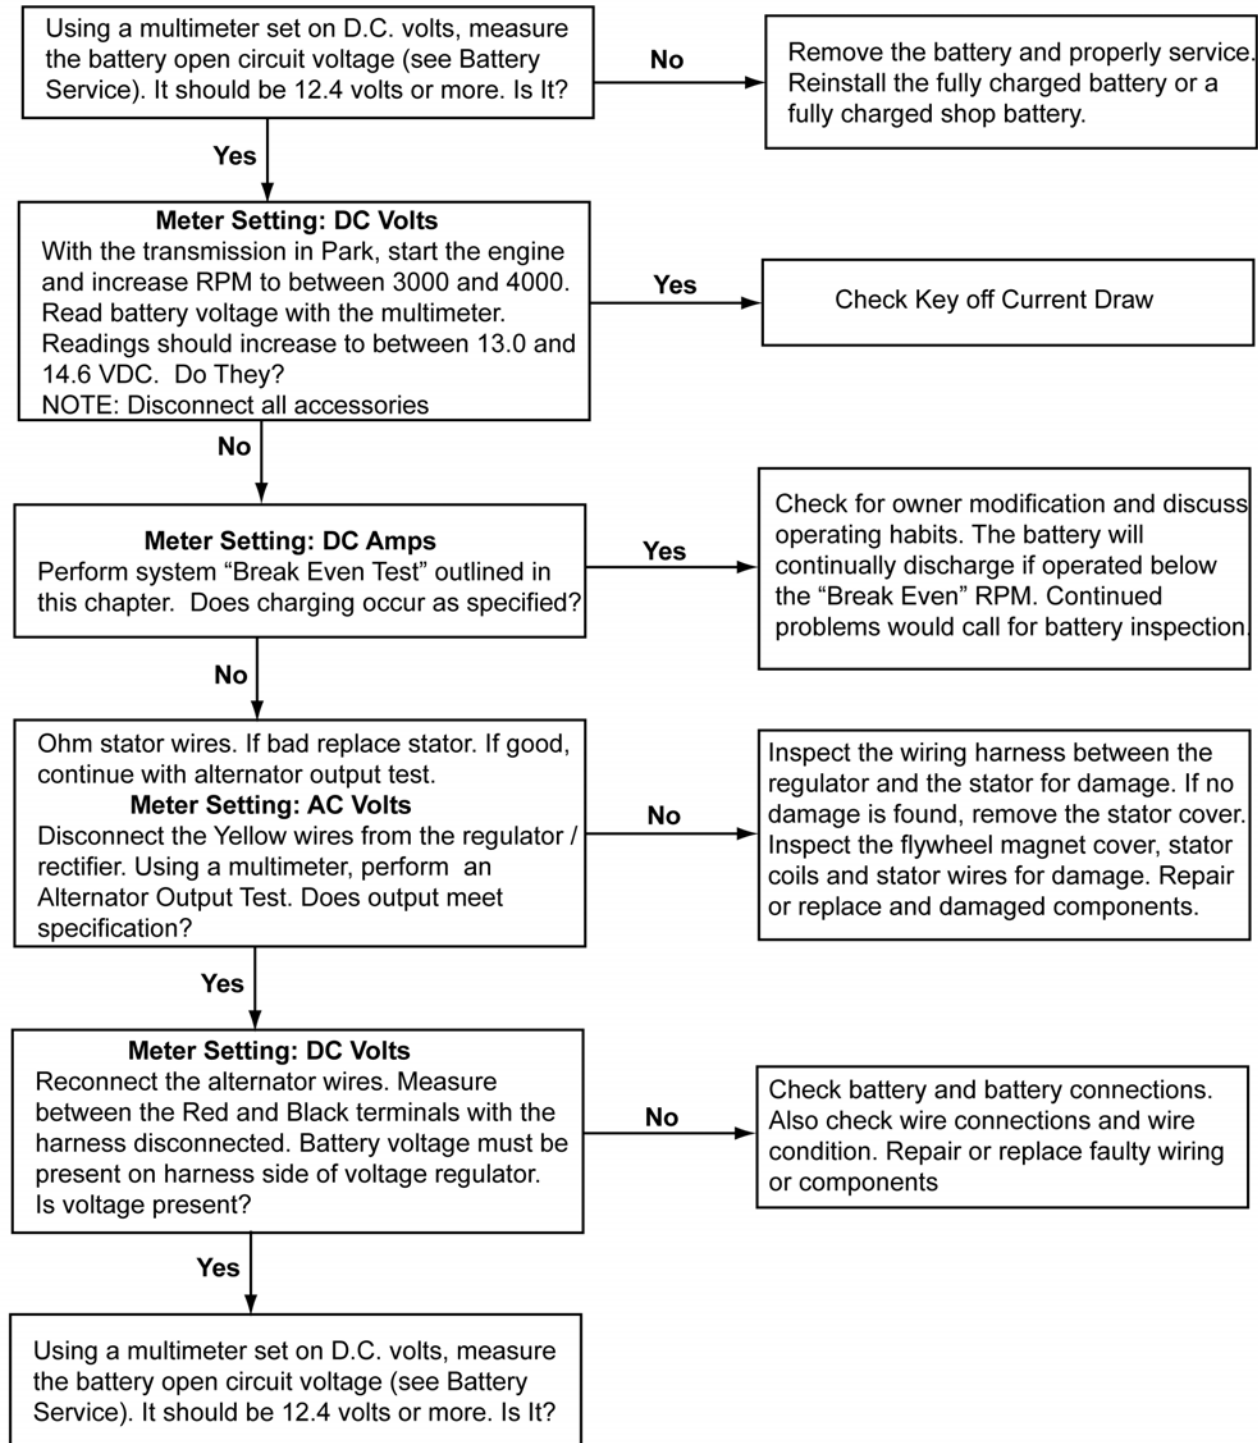 Using a multimeter set on D.C. volts, measure
the battery open circuit voltage (see Battery
Service). It should be 12.4 volts or more. Is It?
No
Remove the battery and properly service.
Reinstall the fully charged battery or a
fully charged shop battery.
Yes
Meter Setting: DC Volts
With the transmission in Park, start the engine
and increase RPM to between 3000 and 4000.
Read battery voltage with the multimeter.
Readings should increase to between 13.0 and
14.6 VDC.  Do They?
NOTE: Disconnect all accessories
Yes
Check Key off Current Draw
No
Meter Setting: DC Amps
Perform system “Break Even Test” outlined in
this chapter.  Does charging occur as specified?
Yes
Check for owner modification and discuss
operating habits. The battery will
continually discharge if operated below
the “Break Even” RPM. Continued
problems would call for battery inspection.
No
Ohm stator wires. If bad replace stator. If good,
continue with alternator output test.
Meter Setting: AC Volts
Disconnect the Yellow wires from the regulator /
rectifier. Using a multimeter, perform  an
Alternator Output Test. Does output meet
specification?
No
Inspect the wiring harness between the
regulator and the stator for damage. If no
damage is found, remove the stator cover.
Inspect the flywheel magnet cover, stator
coils and stator wires for damage. Repair
or replace and damaged components.
Yes
Meter Setting: DC Volts
Reconnect the alternator wires. Measure
between the Red and Black terminals with the
harness disconnected. Battery voltage must be
present on harness side of voltage regulator.
Is voltage present?
No
Check battery and battery connections.
Also check wire connections and wire
condition. Repair or replace faulty wiring
or components
Yes
Using a multimeter set on D.C. volts, measure
the battery open circuit voltage (see Battery
Service). It should be 12.4 volts or more. Is It?